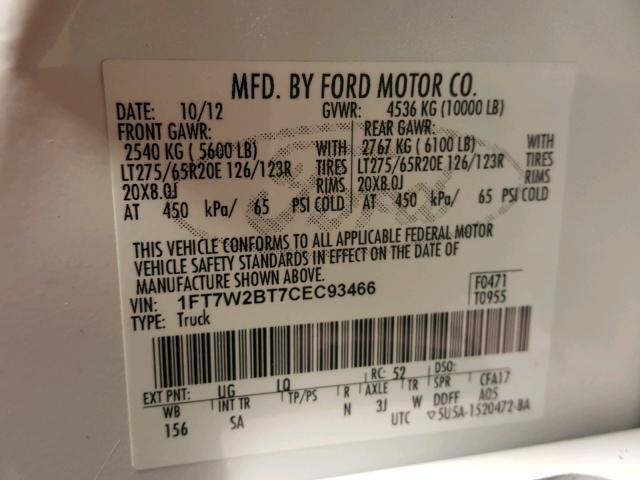 MFD. BY FORD MOTOR CO.
DATE: 10/12 GVWR: 4536 KG (10000 LB)
FRONT GAWR: REAR GAWR:
2540 KG ( 5600 LB) WITH 2767 KG ( 6100 LB) WITH
LT275/65R20E 126/123R TIRES LT275/65R20E 126/123R TIRES
20X8.0J RIMS 20X8.0J RIMS
AT 450 kPa/ 65 PSI COLD AT 450 kPa/ 65 PSI COLD
THIS VEHICLE CONFORMS TO ALL APPLICABLE FEDERAL MOTOR
VEHICLE SAFETY STANDARDS IN EFFECT ON THE DATE OF
MANUFACTURE SHOWN ABOVE.
VIN: 1FT7W2BT7CEC93466 F0471
TYPE: Truck T0955
EXT PNT: UG LQ RC: 52 DSO:
WB INT TR TP/PS R AXLE TR SPR CFA17
156 SA N 3J W DDFF A05
UTC ▽5U5A-1520472-BA